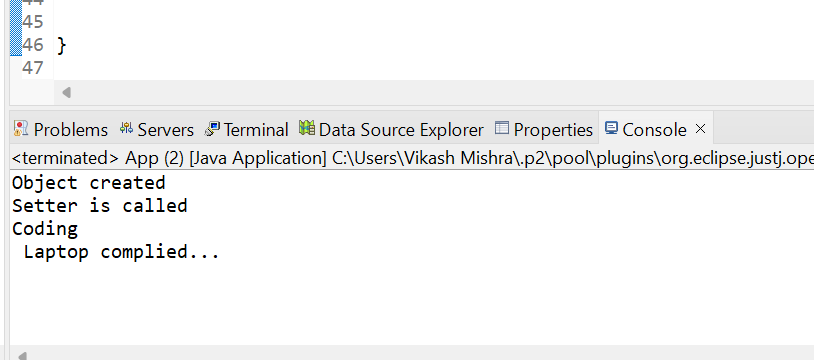 44
45
46 }
47
Problems Servers Terminal Data Source Explorer Properties Console
<terminated> App (2) [Java Application] C:\Users\Vikash Mishra\.p2\pool\plugins\org.eclipse.justj.ope
Object created
Setter is called
Coding
 Laptop complied...